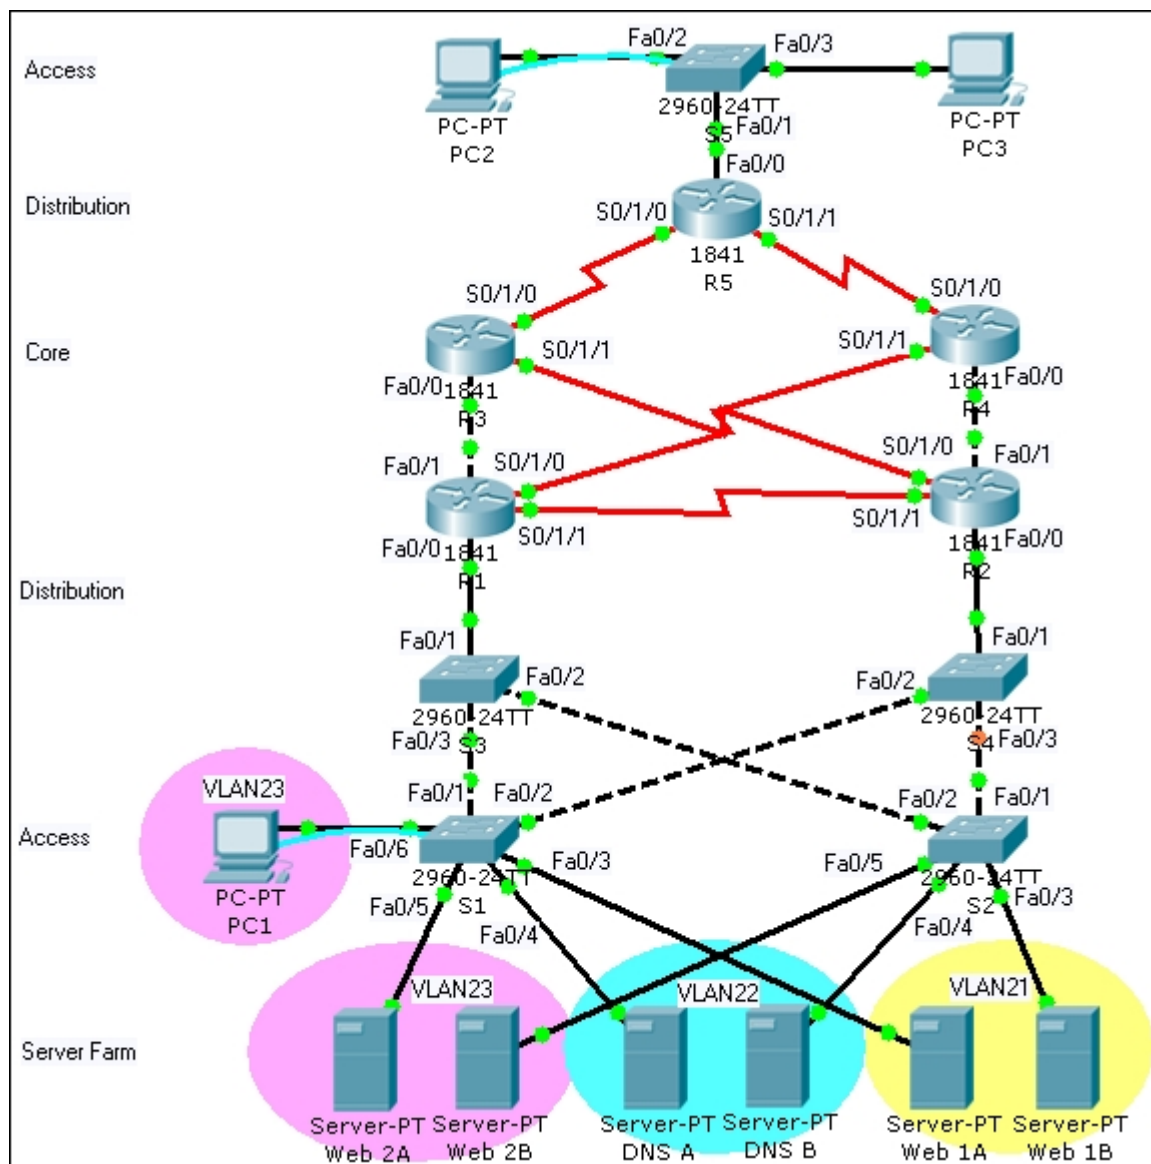 Fa0/2
Fa0/3
Access
2960-24TT
PC-PT
PC2
S5
Fa0/1
PC-PT
PC3
Fa0/0
Distribution
S0/1/0
S0/1/1
1841
R5
S0/1/0
S0/1/0
Core
S0/1/1
S0/1/1
Fa0/0
1841
R3
1841
Fa0/0
R4
Fa0/1
S0/1/0
S0/1/0
Fa0/1
S0/1/1
S0/1/1
Fa0/0
1841
R1
1841
Fa0/0
R2
Distribution
Fa0/1
Fa0/1
Fa0/2
Fa0/2
2960-24TT
S3
Fa0/3
2960-24TT
S4
Fa0/3
VLAN23
Fa0/1
Fa0/2
Fa0/2
Fa0/1
Access
Fa0/6
Fa0/3
Fa0/5
PC-PT
PC1
2960-24TT
S1
2960-24TT
S2
Fa0/5
Fa0/4
Fa0/4
Fa0/3
VLAN23
VLAN22
VLAN21
Server Farm
Server-PT
Web 2A
Server-PT
Web 2B
Server-PT
DNS A
Server-PT
DNS B
Server-PT
Web 1A
Server-PT
Web 1B